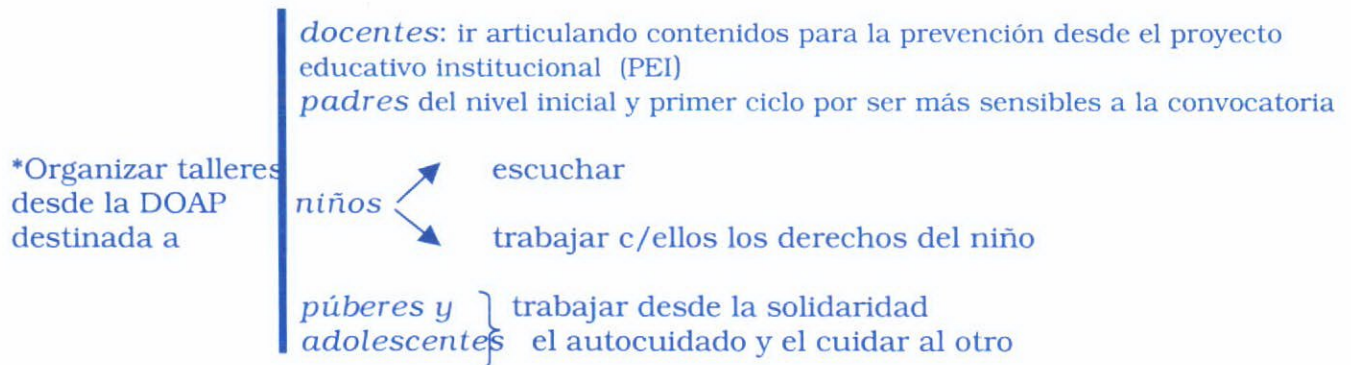 docentes: ir articulando contenidos para la prevención desde el proyecto
educativo institucional (PEI)
padres del nivel inicial y primer ciclo por ser más sensibles a la convocatoria
*Organizar talleres
desde la DOAP
destinada a
niños
escuchar
trabajar c/ellos los derechos del niño
púberes y
adolescentes
trabajar desde la solidaridad
el autocuidado y el cuidar al otro